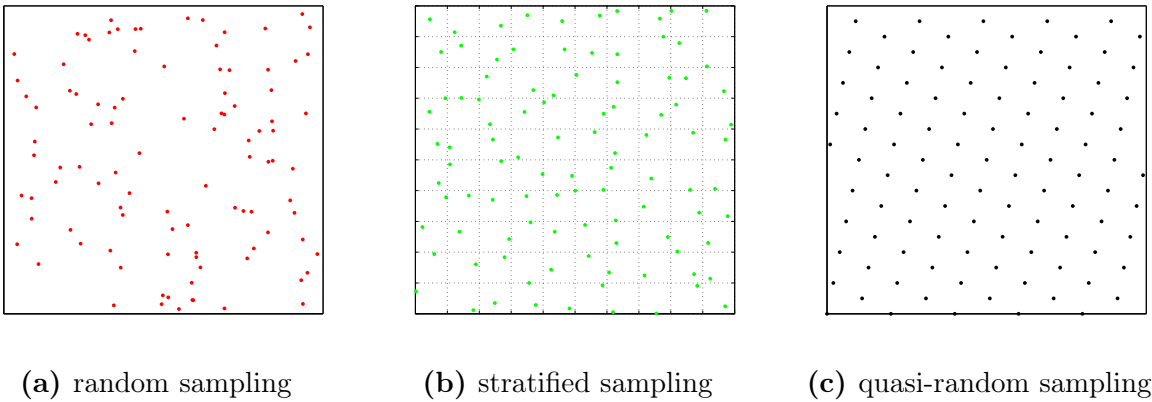 (a) random sampling
(b) stratified sampling
(c) quasi-random sampling